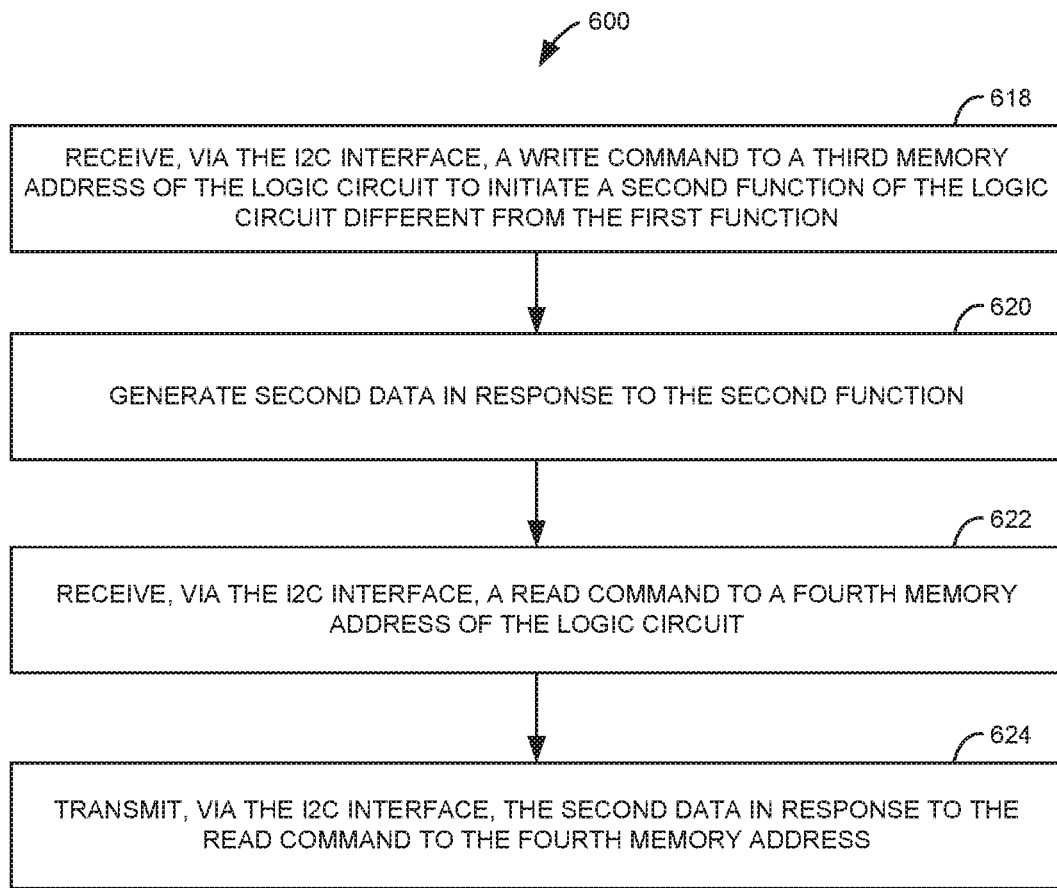 600
618
RECEIVE, VIA THE I2C INTERFACE, A WRITE COMMAND TO A THIRD MEMORY
ADDRESS OF THE LOGIC CIRCUIT TO INITIATE A SECOND FUNCTION OF THE LOGIC
CIRCUIT DIFFERENT FROM THE FIRST FUNCTION
620
GENERATE SECOND DATA IN RESPONSE TO THE SECOND FUNCTION
622
RECEIVE, VIA THE I2C INTERFACE, A READ COMMAND TO A FOURTH MEMORY
ADDRESS OF THE LOGIC CIRCUIT
624
TRANSMIT, VIA THE I2C INTERFACE, THE SECOND DATA IN RESPONSE TO THE
READ COMMAND TO THE FOURTH MEMORY ADDRESS